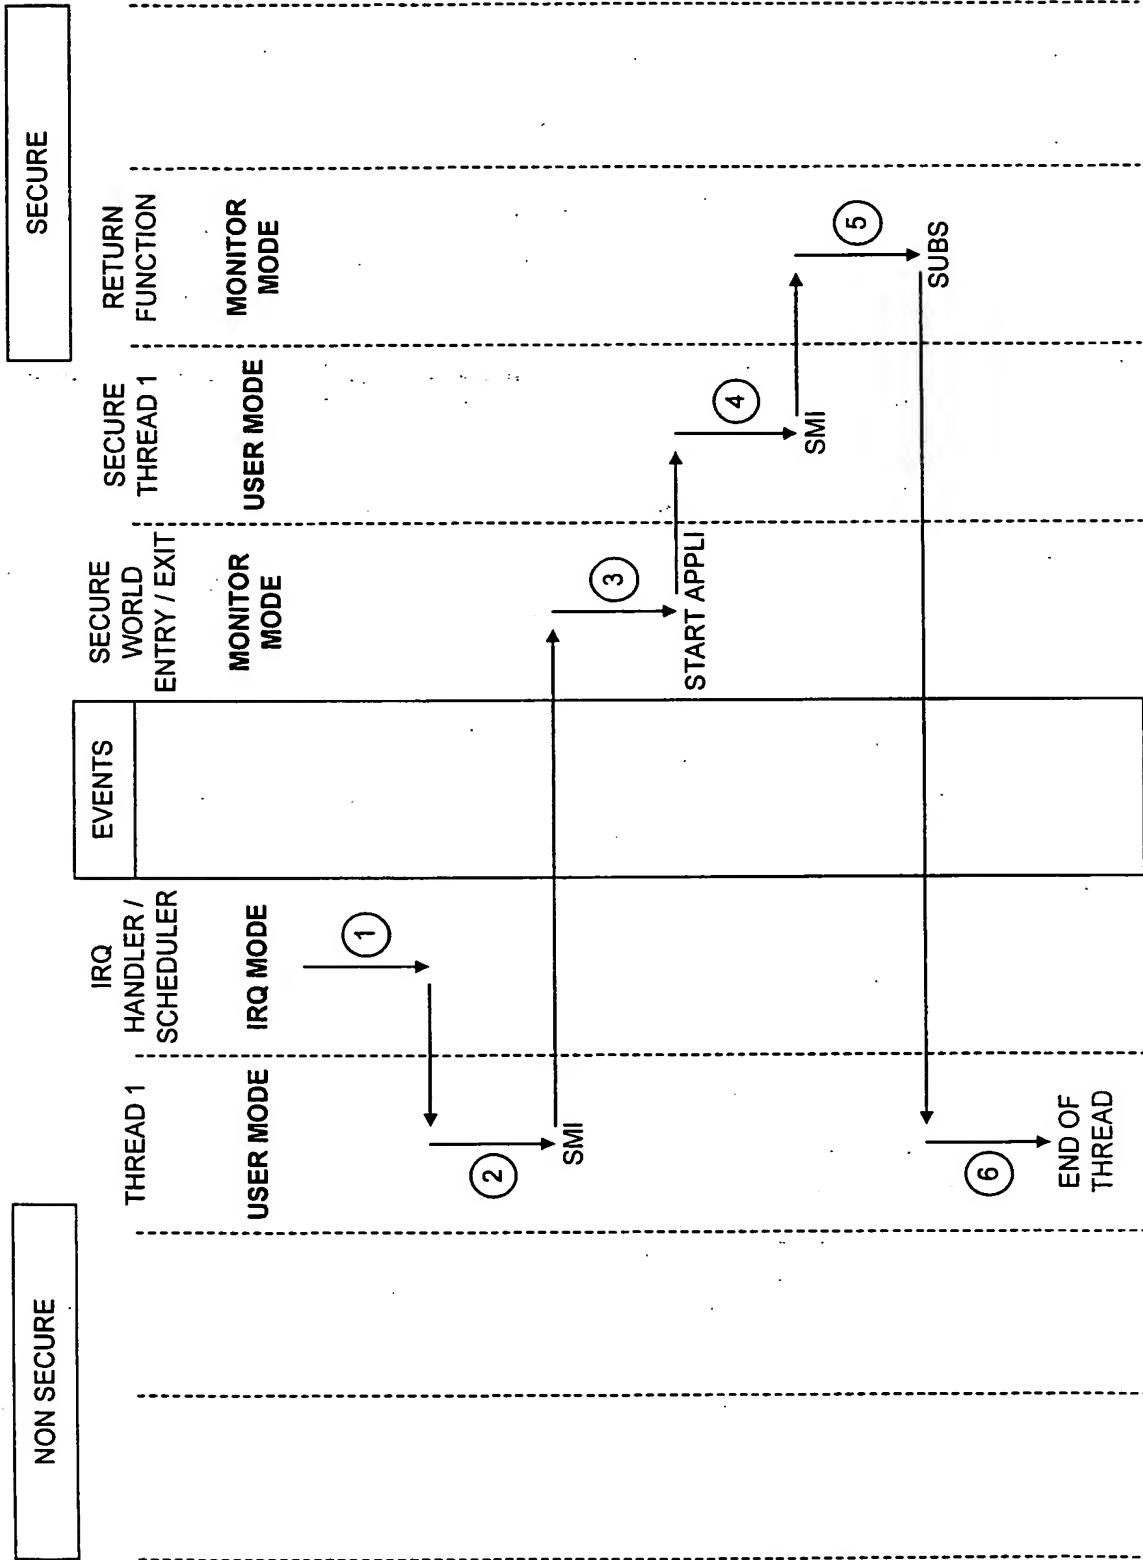 NON SECURE
SECURE
EVENTS
THREAD 1
USER MODE
IRQ
HANDLER /
SCHEDULER
IRQ MODE
SECURE
WORLD
ENTRY / EXIT
MONITOR
MODE
SECURE
THREAD 1
USER MODE
RETURN
FUNCTION
MONITOR
MODE
1
2
SMI
3
START APPLI
4
SMI
5
SUBS
6
END OF
THREAD